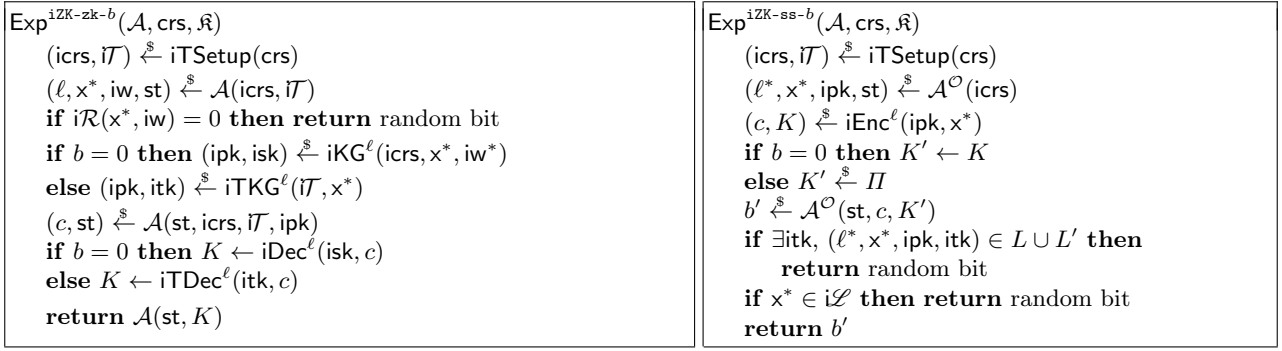 Exp^{iZK-zk-b}(𝒜, crs, 𝔎)
(icrs, i𝒯) ←$ iTSetup(crs)
(ℓ, x*, iw, st) ←$ 𝒜(icrs, i𝒯)
if iℛ(x*, iw) = 0 then return random bit
if b = 0 then (ipk, isk) ←$ iKG^ℓ(icrs, x*, iw*)
else (ipk, itk) ←$ iTKG^ℓ(i𝒯, x*)
(c, st) ←$ 𝒜(st, icrs, i𝒯, ipk)
if b = 0 then K ← iDec^ℓ(isk, c)
else K ← iTDec^ℓ(itk, c)
return 𝒜(st, K)
Exp^{iZK-ss-b}(𝒜, crs, 𝔎)
(icrs, i𝒯) ←$ iTSetup(crs)
(ℓ*, x*, ipk, st) ←$ 𝒜^𝒪(icrs)
(c, K) ←$ iEnc^ℓ(ipk, x*)
if b = 0 then K′ ← K
else K′ ←$ Π
b′ ←$ 𝒜^𝒪(st, c, K′)
if ∃itk, (ℓ*, x*, ipk, itk) ∈ L ∪ L′ then
return random bit
if x* ∈ iℒ then return random bit
return b′